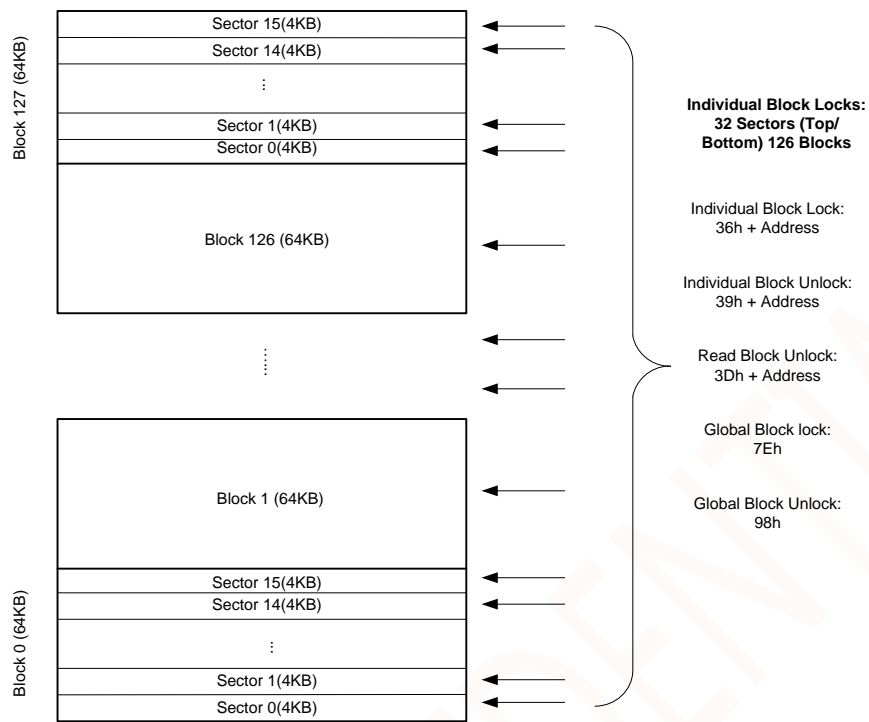 Block 127 (64KB)
Sector 15(4KB)
Sector 14(4KB)
⋮
Sector 1(4KB)
Sector 0(4KB)
Block 126 (64KB)
......
Block 1 (64KB)
Block 0 (64KB)
Sector 15(4KB)
Sector 14(4KB)
⋮
Sector 1(4KB)
Sector 0(4KB)
Individual Block Locks:
32 Sectors (Top/
Bottom) 126 Blocks
Individual Block Lock:
36h + Address
Individual Block Unlock:
39h + Address
Read Block Unlock:
3Dh + Address
Global Block lock:
7Eh
Global Block Unlock:
98h